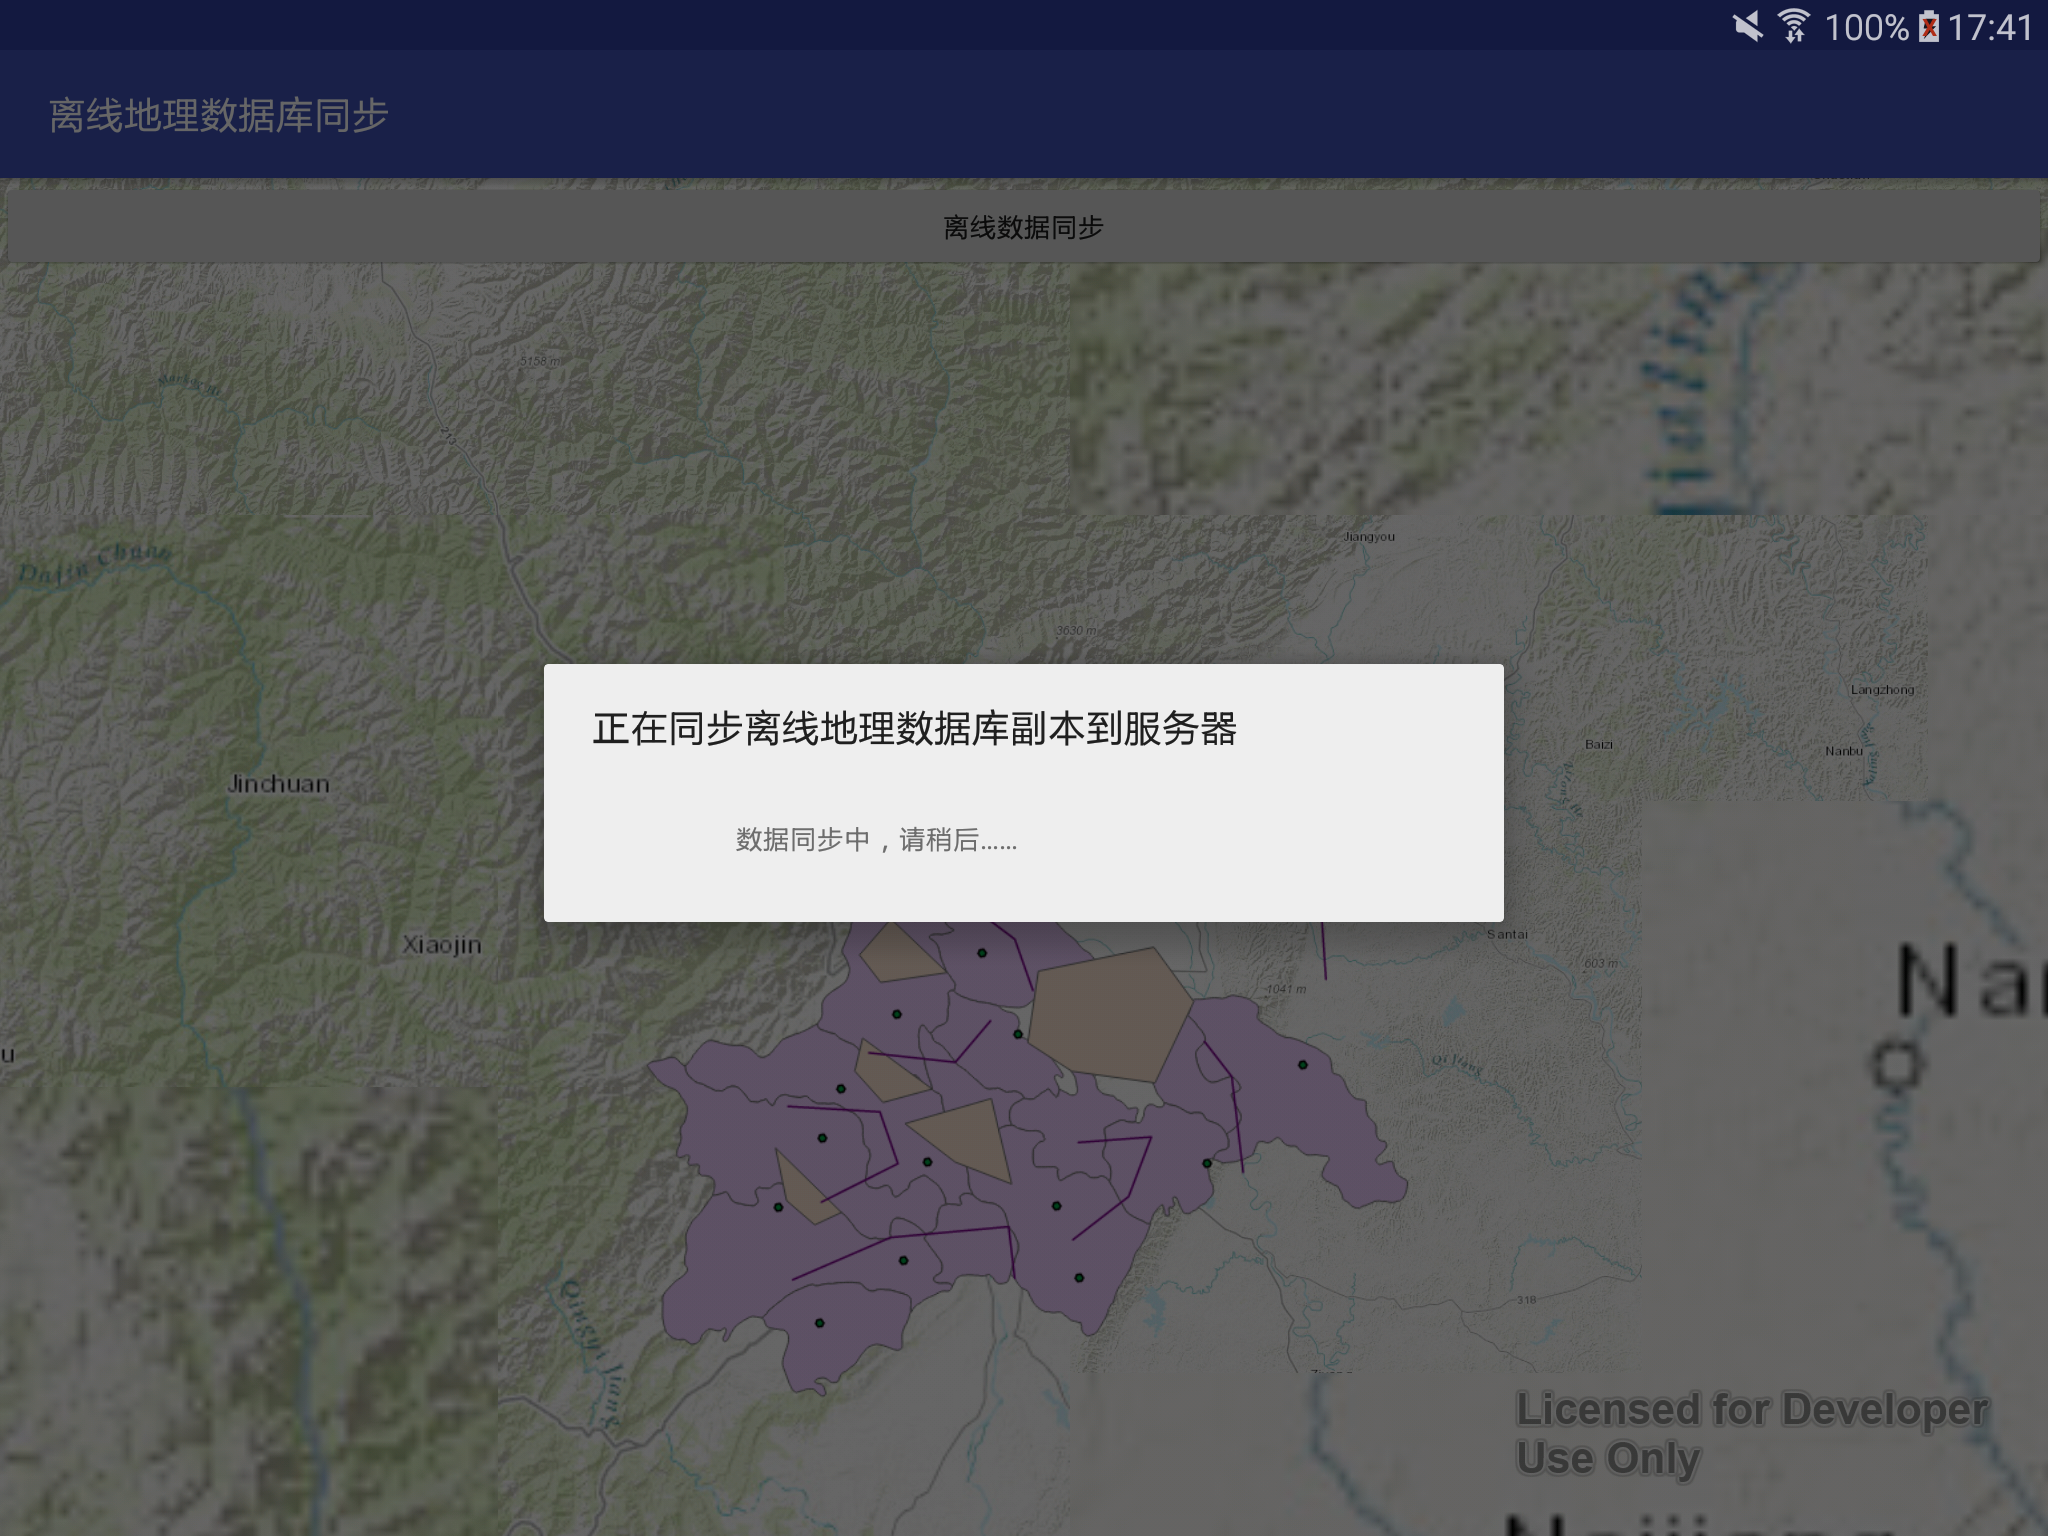 100% 17:41
离线地理数据库同步
离线数据同步
5158 m
213
Jiangyou
Dajin Chuan
3630 m
Langzhong
正在同步离线地理数据库副本到服务器
Baizi
Nanbu
Jinchuan
数据同步中，请稍后……
Santai
Xiaojin
603 m
1041 m
Qi Jiang
Qingyi Jiang
318
Licensed for Developer
Use Only